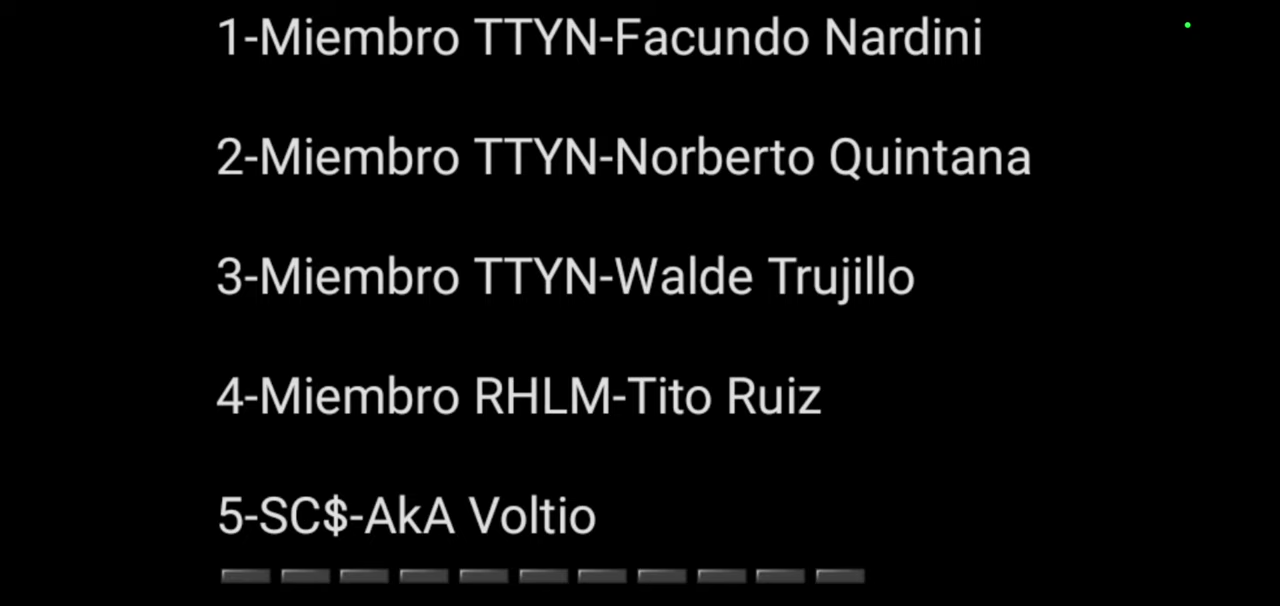 1-Miembro TTYN-Facundo Nardini
2-Miembro TTYN-Norberto Quintana
3-Miembro TTYN-Walde Trujillo
4-Miembro RHLM-Tito Ruiz
5-SC$-AkA Voltio